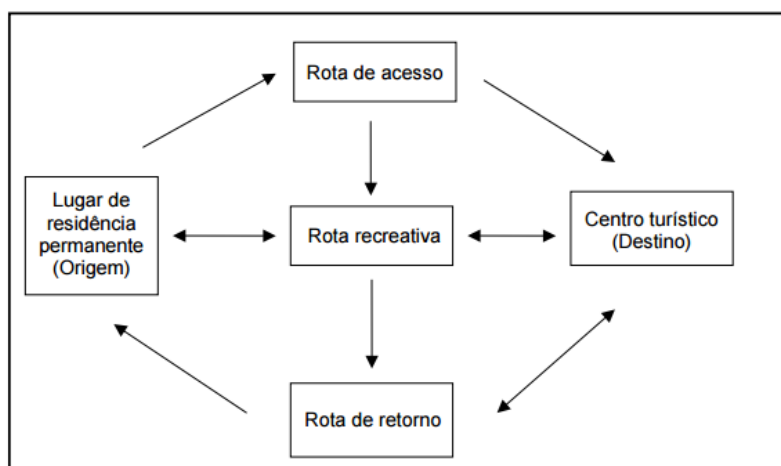 Rota de acesso
Lugar de
residência
permanente
(Origem)
Rota recreativa
Centro turístico
(Destino)
Rota de retorno